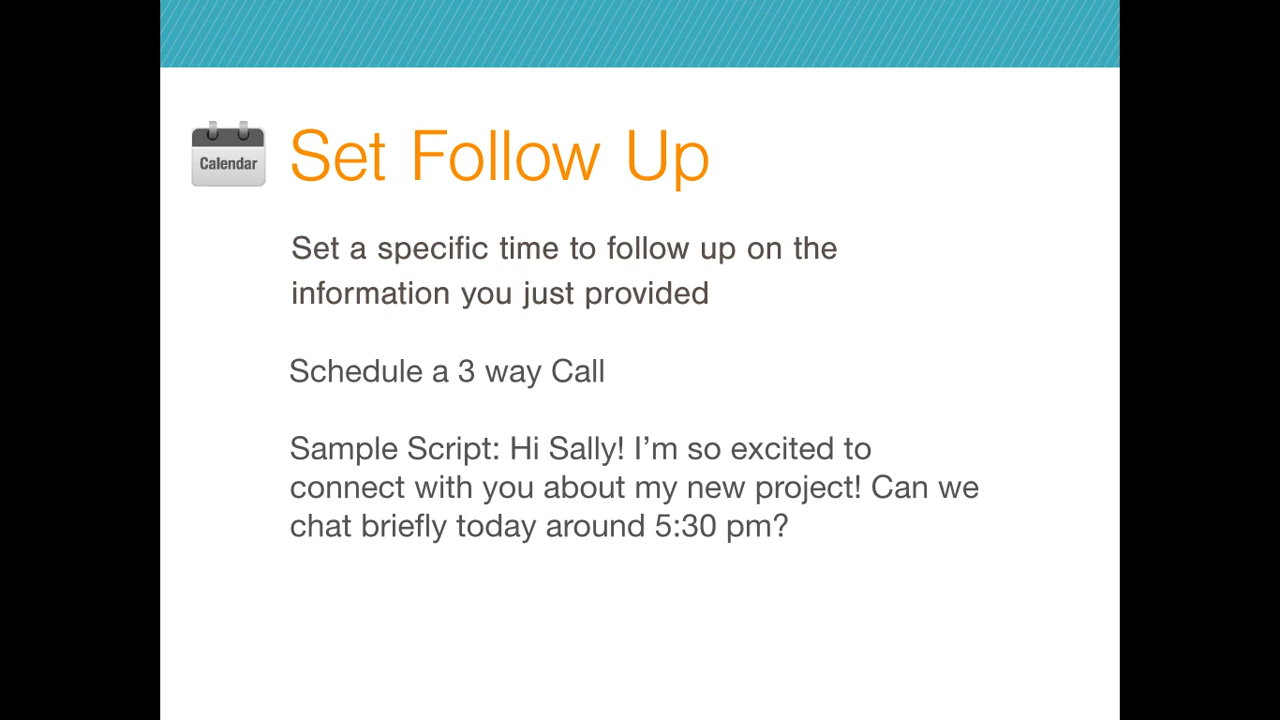 Calendar
Set Follow Up
Set a specific time to follow up on the
information you just provided
Schedule a 3 way Call
Sample Script: Hi Sally! I’m so excited to
connect with you about my new project! Can we
chat briefly today around 5:30 pm?